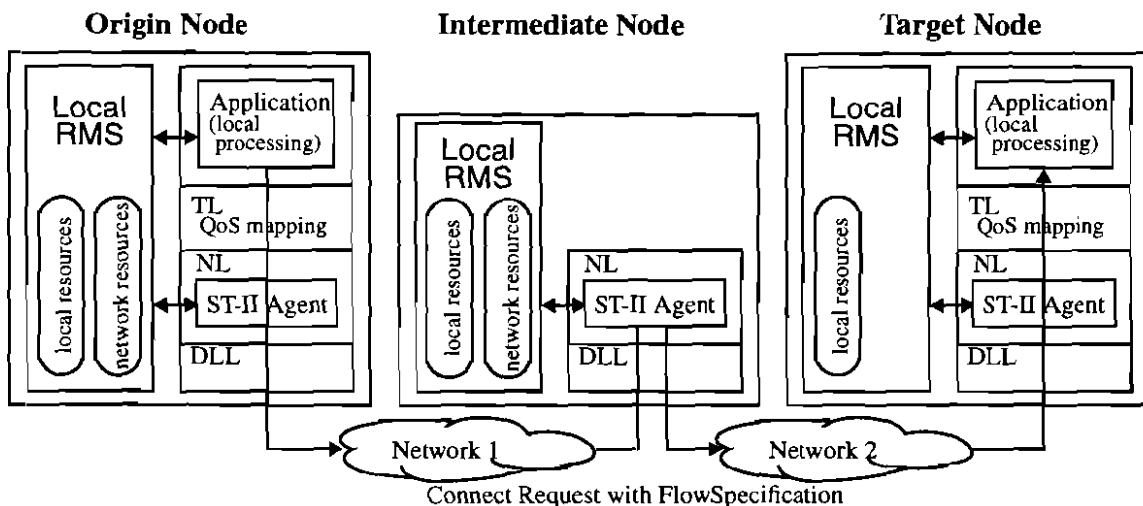 Origin Node
Intermediate Node
Target Node
Local
RMS
local resources
network resources
Application
(local
processing)
TL
QoS mapping
NL
ST-II Agent
DLL
Local
RMS
local resources
network resources
NL
ST-II Agent
DLL
Local
RMS
local resources
Application
(local
processing)
TL
QoS mapping
NL
ST-II Agent
DLL
Network 1
Network 2
Connect Request with FlowSpecification